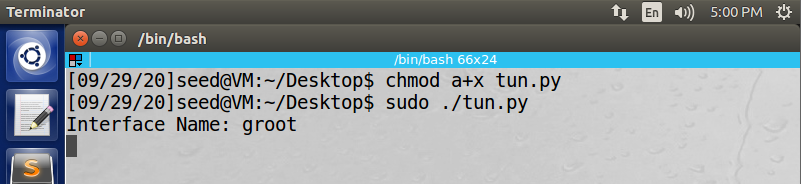 Terminator
En
5:00 PM
/bin/bash
/bin/bash 66x24
[09/29/20]seed@VM:~/Desktop$ chmod a+x tun.py
[09/29/20]seed@VM:~/Desktop$ sudo ./tun.py
Interface Name: groot
S